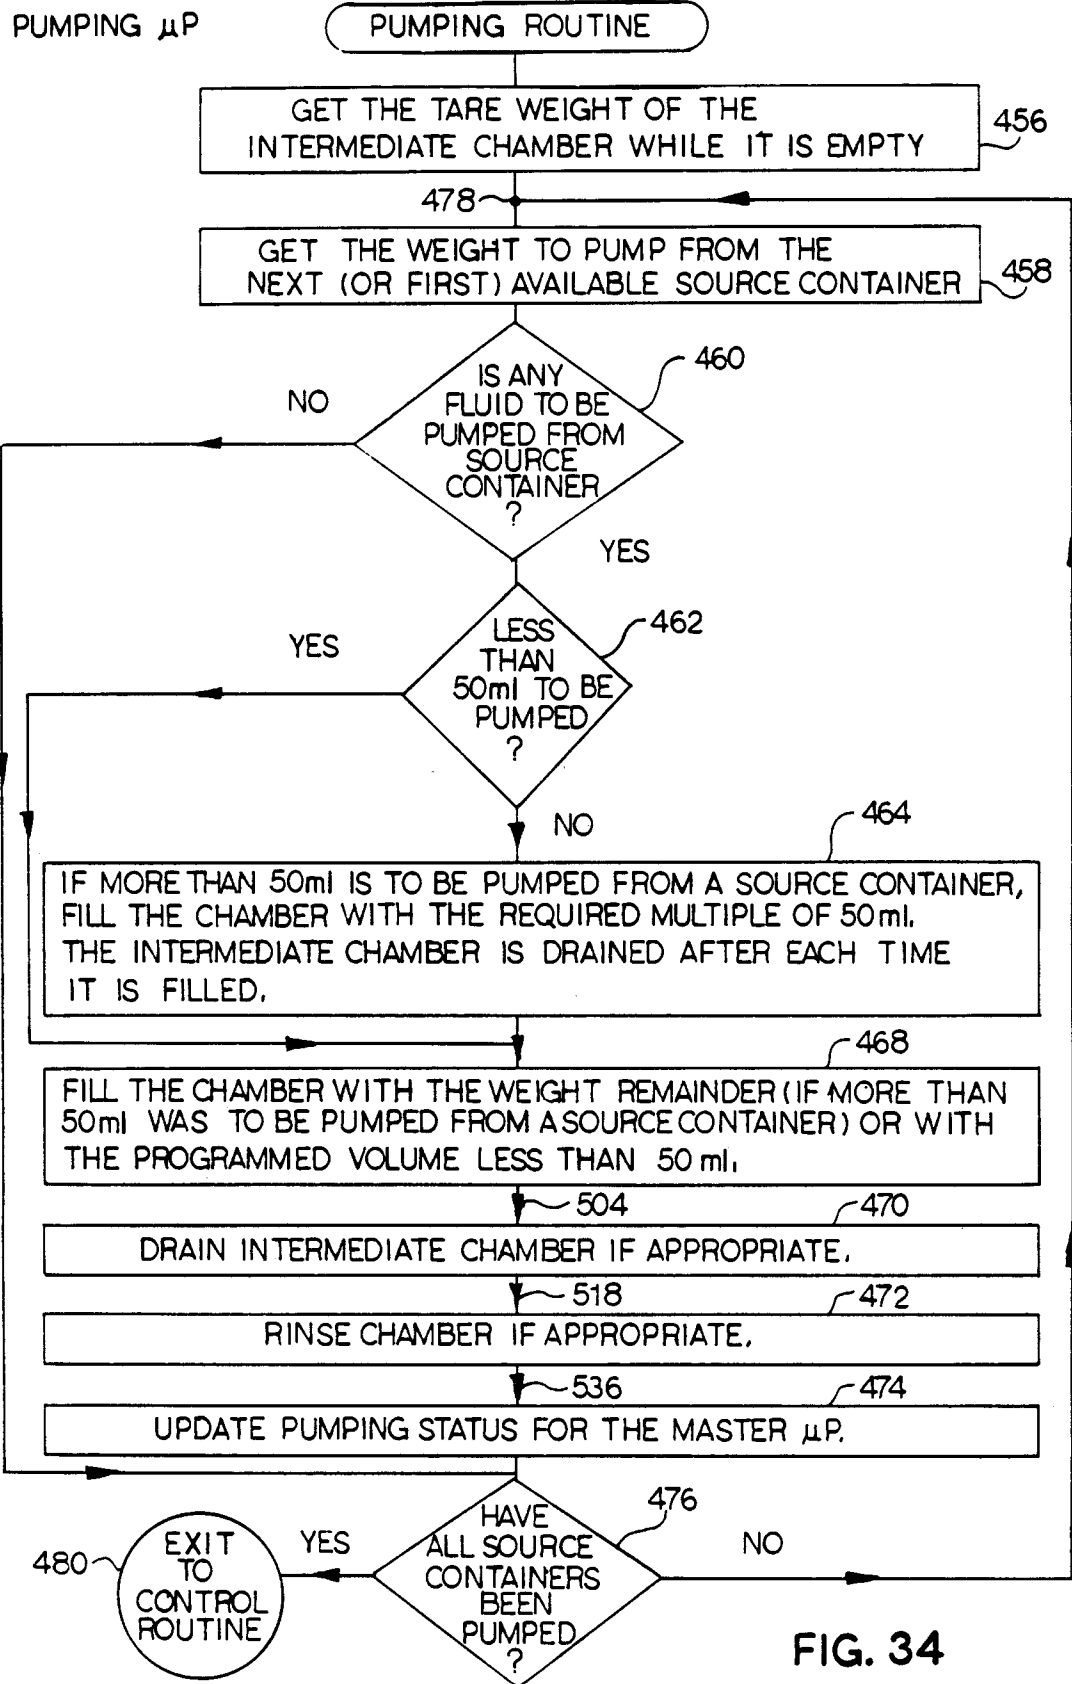 PUMPING µP
PUMPING ROUTINE
GET THE TARE WEIGHT OF THE
INTERMEDIATE CHAMBER WHILE IT IS EMPTY
456
478
GET THE WEIGHT TO PUMP FROM THE
NEXT (OR FIRST) AVAILABLE SOURCE CONTAINER
458
460
IS ANY
FLUID TO BE
PUMPED FROM
SOURCE
CONTAINER
?
NO
YES
462
LESS
THAN
50ml TO BE
PUMPED
?
YES
NO
464
IF MORE THAN 50ml IS TO BE PUMPED FROM A SOURCE CONTAINER,
FILL THE CHAMBER WITH THE REQUIRED MULTIPLE OF 50ml.
THE INTERMEDIATE CHAMBER IS DRAINED AFTER EACH TIME
IT IS FILLED.
468
FILL THE CHAMBER WITH THE WEIGHT REMAINDER (IF MORE THAN
50ml WAS TO BE PUMPED FROM A SOURCE CONTAINER) OR WITH
THE PROGRAMMED VOLUME LESS THAN 50 ml.
504
470
DRAIN INTERMEDIATE CHAMBER IF APPROPRIATE.
518
472
RINSE CHAMBER IF APPROPRIATE.
536
474
UPDATE PUMPING STATUS FOR THE MASTER µP.
476
HAVE
ALL SOURCE
CONTAINERS
BEEN
PUMPED
?
YES
NO
480
EXIT
TO
CONTROL
ROUTINE
FIG. 34